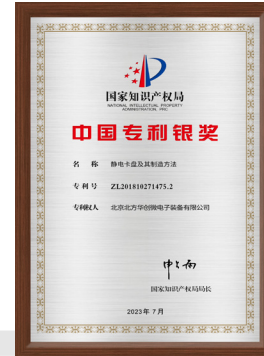 国家知识产权局
NATIONAL INTELLECTUAL PROPERTY
ADMINISTRATION, PRC
中国专利银奖
名 称 静电卡盘及其制造方法
专 利 号 ZL201810271475.2
专利权人 北京北方华创微电子装备有限公司
国家知识产权局局长
2023年 7月